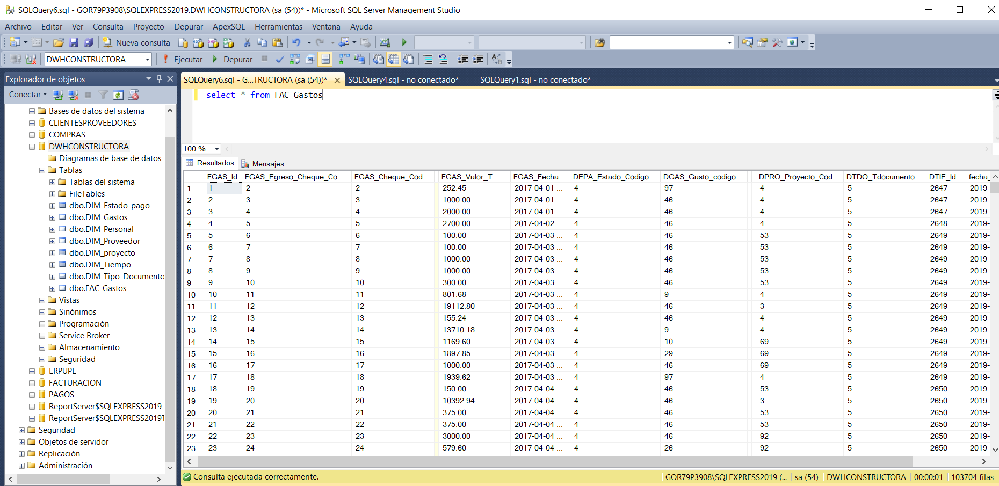 SQLQuery6.sql - GOR79P3908\SQLEXPRESS2019.DWHCONSTRUCTORA (sa (54))* - Microsoft SQL Server Management Studio
Archivo Editar Ver Consulta Proyecto Depurar ApexSQL Herramientas Ventana Ayuda
Nueva consulta
DWHCONSTRUCTORA Ejecutar Depurar
Explorador de objetos
Conectar
Bases de datos del sistema
CLIENTESPROVEEDORES
COMPRAS
DWHCONSTRUCTORA
Diagramas de base de datos
Tablas
Tablas del sistema
FileTables
dbo.DIM_Estado_pago
dbo.DIM_Gastos
dbo.DIM_Personal
dbo.DIM_Proveedor
dbo.DIM_proyecto
dbo.DIM_Tiempo
dbo.DIM_Tipo_Documento
dbo.FAC_Gastos
Vistas
Sinónimos
Programación
Service Broker
Almacenamiento
Seguridad
ERPUPE
FACTURACION
PAGOS
ReportServer$SQLEXPRESS2019
ReportServer$SQLEXPRESS2019T
Seguridad
Objetos de servidor
Replicación
Administración
SQLQuery6.sql - G...TRUCTORA (sa (54))* SQLQuery4.sql - no conectado* SQLQuery1.sql - no conectado*
select * from FAC_Gastos
100 %
Resultados Mensajes
FGAS_Id FGAS_Egreso_Cheque_Co... FGAS_Cheque_Cod... FGAS_Valor_T... FGAS_Fecha... DEPA_Estado_Codigo DGAS_Gasto_codigo DPRO_Proyecto_Cod... DTDO_Tdocumento... DTIE_Id fecha_
1 1 2 2 252.45 2017-04-01 ... 4 97 4 5 2647 2019-
2 2 3 3 1000.00 2017-04-01 ... 4 46 4 5 2647 2019-
3 3 4 4 2000.00 2017-04-01 ... 4 46 4 5 2647 2019-
4 4 5 5 2700.00 2017-04-02 ... 4 46 4 5 2648 2019-
5 5 6 6 100.00 2017-04-03 ... 4 46 53 5 2649 2019-
6 6 7 7 100.00 2017-04-03 ... 4 46 53 5 2649 2019-
7 7 8 8 1000.00 2017-04-03 ... 4 46 53 5 2649 2019-
8 8 9 9 1000.00 2017-04-03 ... 4 46 53 5 2649 2019-
9 9 10 10 300.00 2017-04-03 ... 4 46 53 5 2649 2019-
10 10 11 11 801.68 2017-04-03 ... 4 9 4 5 2649 2019-
11 11 12 12 19112.80 2017-04-03 ... 4 46 3 5 2649 2019-
12 12 13 13 155.24 2017-04-03 ... 4 46 4 5 2649 2019-
13 13 14 14 13710.18 2017-04-03 ... 4 9 4 5 2649 2019-
14 14 15 15 1169.60 2017-04-03 ... 4 10 69 5 2649 2019-
15 15 16 16 1897.85 2017-04-03 ... 4 29 69 5 2649 2019-
16 16 17 17 1000.00 2017-04-03 ... 4 46 69 5 2649 2019-
17 17 18 18 1939.62 2017-04-03 ... 4 97 4 5 2649 2019-
18 18 19 19 150.00 2017-04-04 ... 4 46 53 5 2650 2019-
19 19 20 20 10392.94 2017-04-04 ... 4 46 3 5 2650 2019-
20 20 21 21 375.00 2017-04-04 ... 4 46 53 5 2650 2019-
21 21 22 22 375.00 2017-04-04 ... 4 46 53 5 2650 2019-
22 22 23 23 3000.00 2017-04-04 ... 4 46 92 5 2650 2019-
23 23 24 24 579.60 2017-04-04 ... 4 26 92 5 2650 2019-
Consulta ejecutada correctamente. GOR79P3908\SQLEXPRESS2019 (... sa (54) DWHCONSTRUCTORA 00:00:01 103704 filas